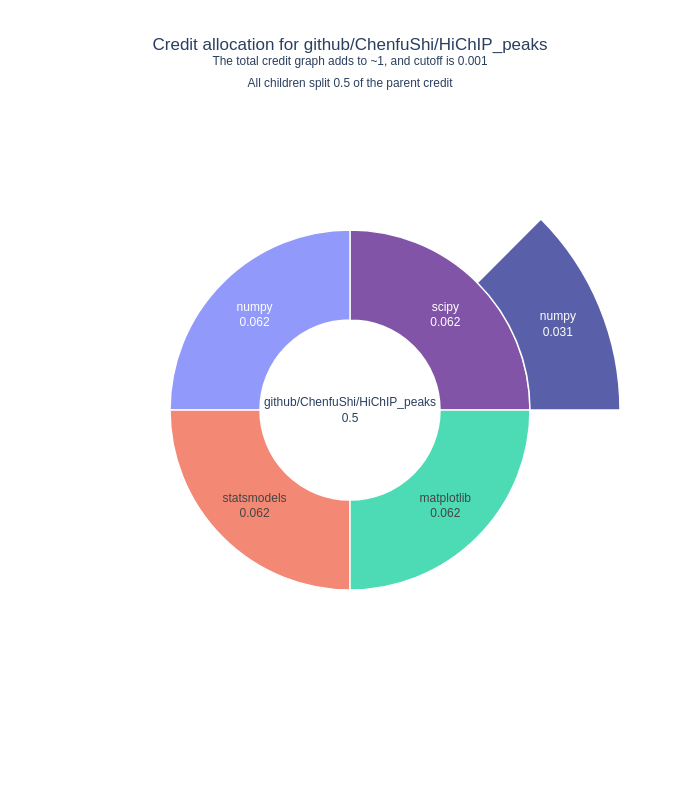 Credit allocation for github/ChenfuShi/HiChIP_peaks
The total credit graph adds to ~1, and cutoff is 0.001
All children split 0.5 of the parent credit
numpy
0.062
scipy
0.062
numpy
0.031
github/ChenfuShi/HiChIP_peaks
0.5
statsmodels
0.062
matplotlib
0.062